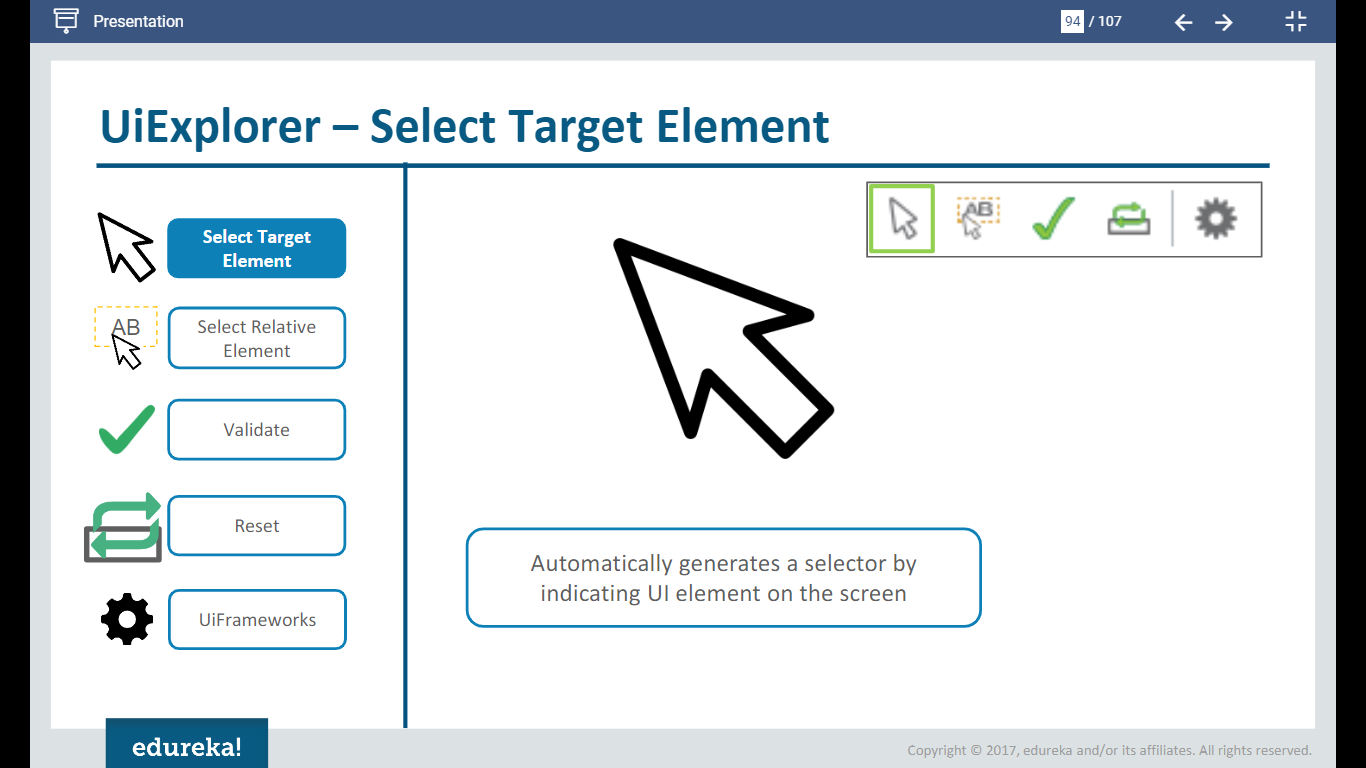 Presentation
94 / 107
UiExplorer – Select Target Element
Select Target
Element
AB
Select Relative
Element
Validate
Reset
UiFrameworks
AB
Automatically generates a selector by
indicating UI element on the screen
edureka!
Copyright © 2017, edureka and/or its affiliates. All rights reserved.